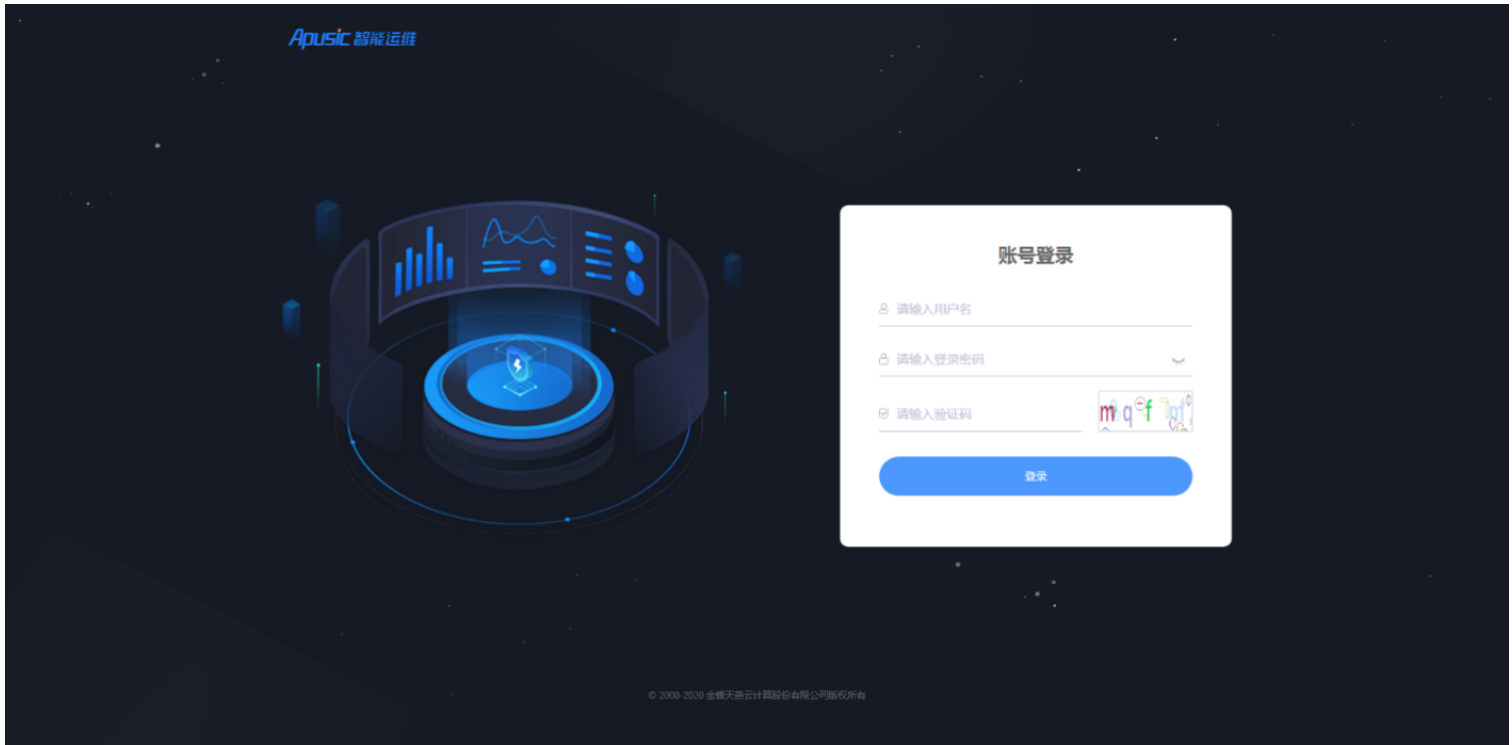 Apusic 智能运维
账号登录
请输入用户名
请输入登录密码
请输入验证码
登录
© 2000-2020 金蝶天燕云计算股份有限公司版权所有